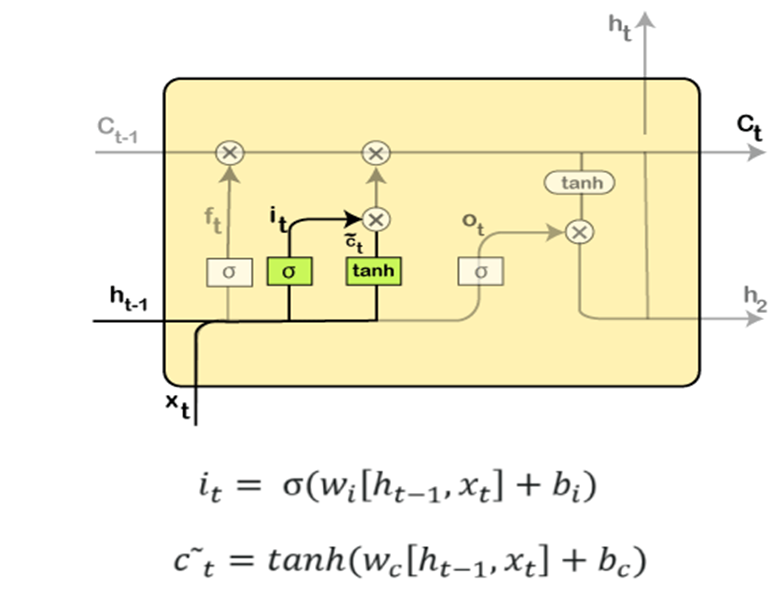 h_t
C_{t-1}
C_t
tanh
f_t
i_t
c̃_t
o_t
σ
σ
tanh
σ
h_{t-1}
h_2
x_t
i_t = σ(w_i[h_{t−1}, x_t] + b_i)
c˜_t = tanh(w_c[h_{t−1}, x_t] + b_c)